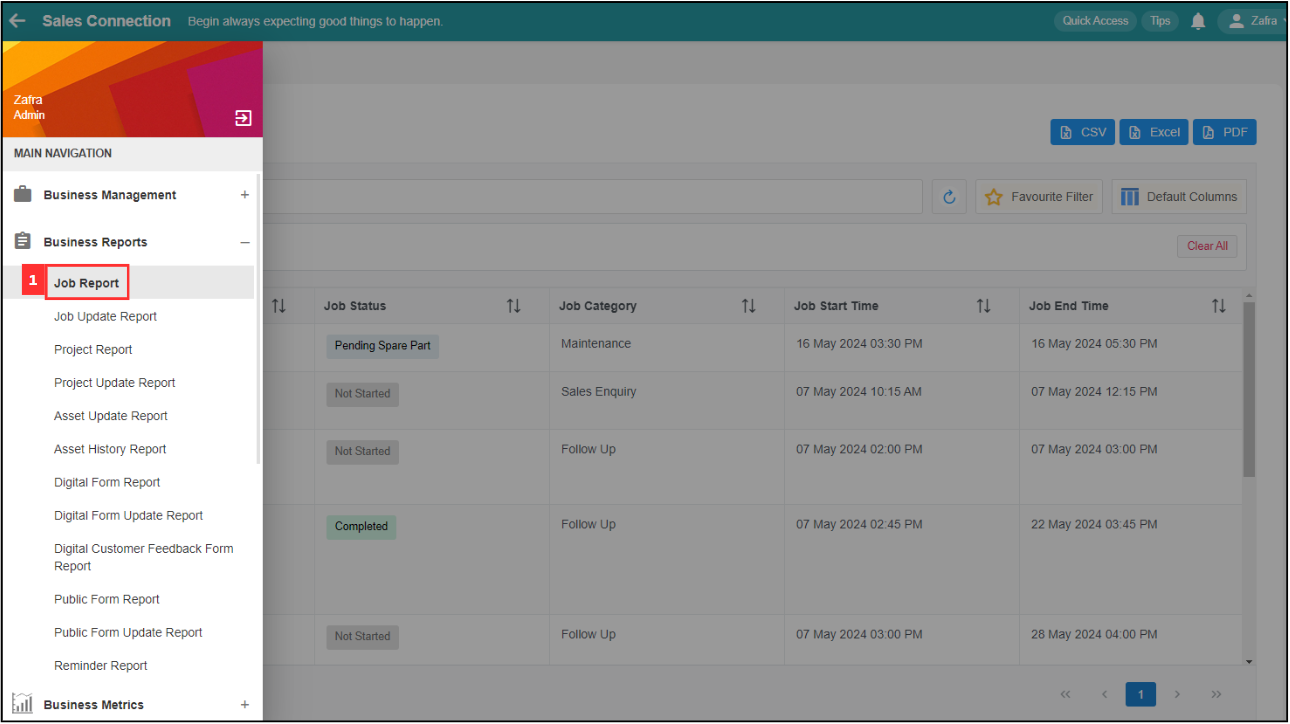 Sales Connection Begin always expecting good things to happen. Quick Access Tips Zafra
Zafra
Admin
MAIN NAVIGATION
Business Management +
Business Reports –
1 Job Report
Job Update Report
Project Report
Project Update Report
Asset Update Report
Asset History Report
Digital Form Report
Digital Form Update Report
Digital Customer Feedback Form
Report
Public Form Report
Public Form Update Report
Reminder Report
Business Metrics +
CSV Excel PDF
Favourite Filter Default Columns
Clear All
Job Status Job Category Job Start Time Job End Time
Pending Spare Part Maintenance 16 May 2024 03:30 PM 16 May 2024 05:30 PM
Not Started Sales Enquiry 07 May 2024 10:15 AM 07 May 2024 12:15 PM
Not Started Follow Up 07 May 2024 02:00 PM 07 May 2024 03:00 PM
Completed Follow Up 07 May 2024 02:45 PM 22 May 2024 03:45 PM
Not Started Follow Up 07 May 2024 03:00 PM 28 May 2024 04:00 PM
« ‹ 1 › »